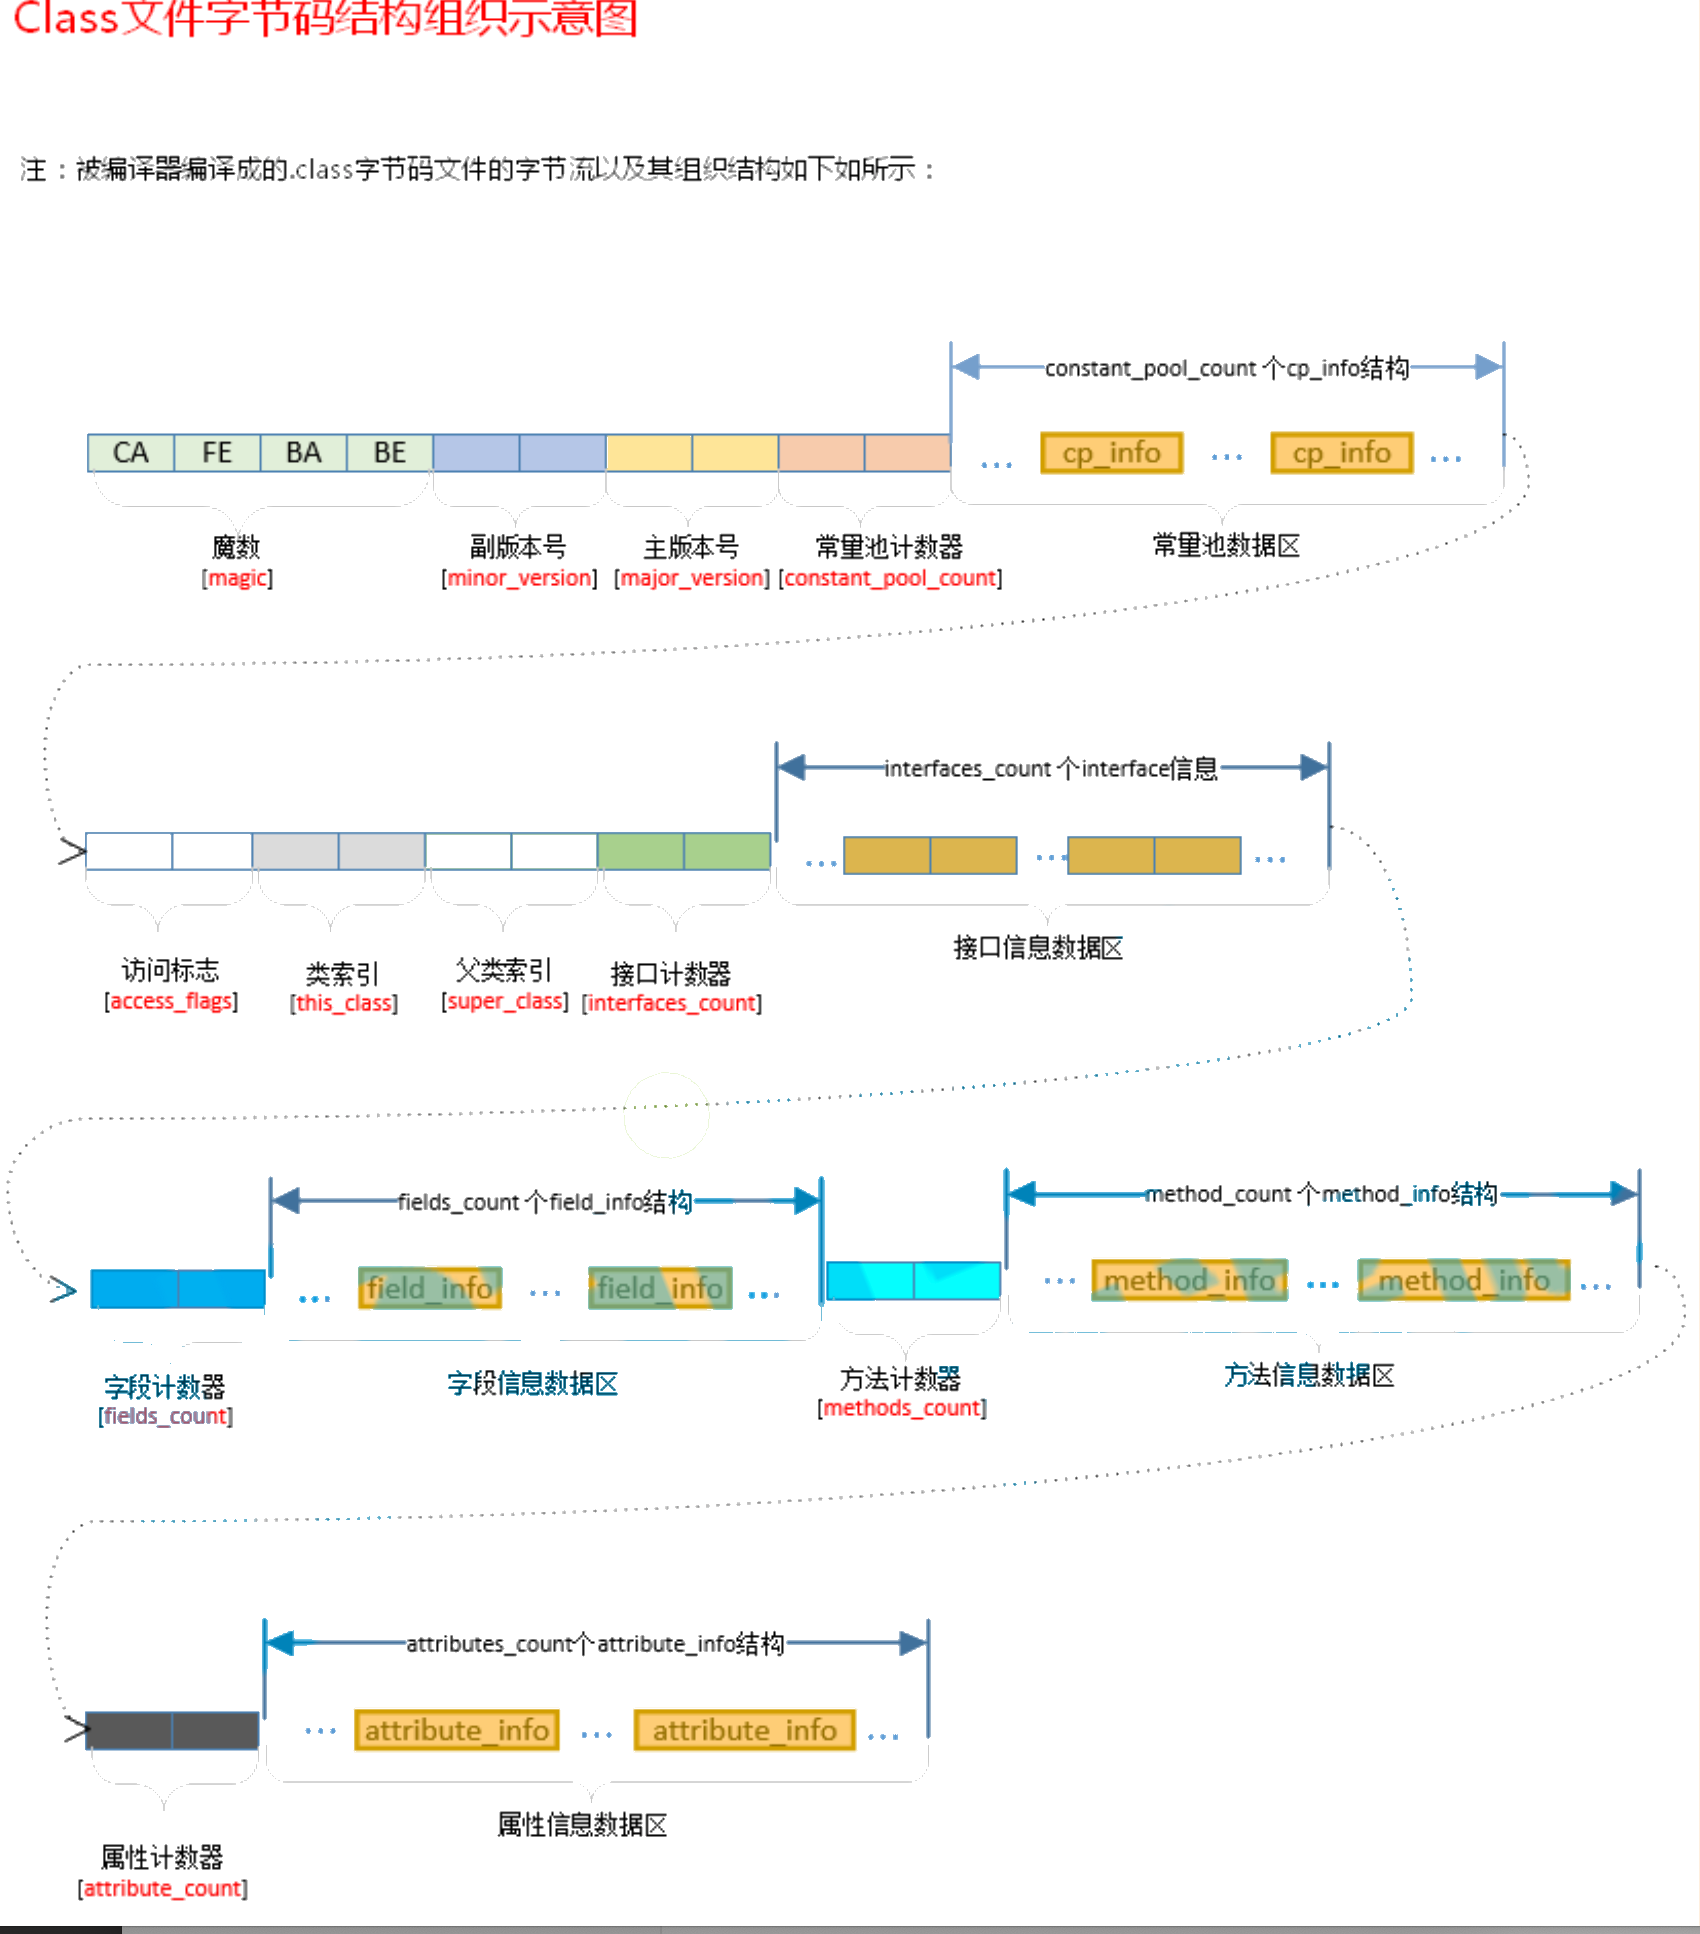 Class文件字节码结构组织示意图
注：被编译器编译成的.class字节码文件的字节流以及其组织结构如下如所示：
constant_pool_count 个cp_info结构
CA FE BA BE ... cp_info ... cp_info ...
魔数 副版本号 主版本号 常量池计数器 常量池数据区
[magic] [minor_version] [major_version] [constant_pool_count]
interfaces_count 个interface信息
... ... ...
接口信息数据区
访问标志 类索引 父类索引 接口计数器
[access_flags] [this_class] [super_class] [interfaces_count]
fields_count 个field_info结构 method_count 个method_info结构
... field_info ... field_info ... ... method_info ... method_info ...
字段计数器 字段信息数据区 方法计数器 方法信息数据区
[fields_count] [methods_count]
attributes_count个attribute_info结构
... attribute_info ... attribute_info ...
属性信息数据区
属性计数器
[attribute_count]